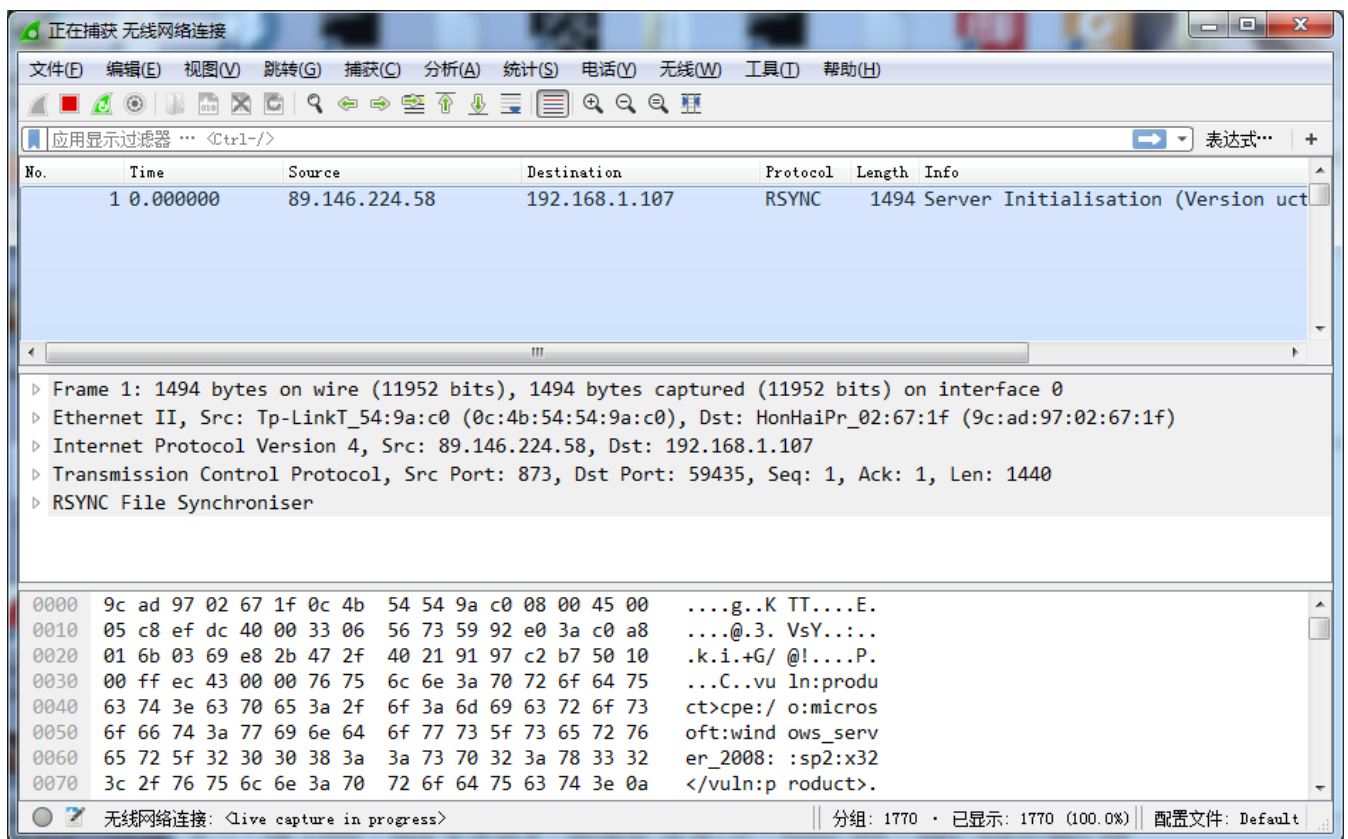 正在捕获 无线网络连接
文件(F) 编辑(E) 视图(V) 跳转(G) 捕获(C) 分析(A) 统计(S) 电话(Y) 无线(W) 工具(T) 帮助(H)
应用显示过滤器 … <Ctrl-/> 表达式… +
No. Time Source Destination Protocol Length Info
1 0.000000 89.146.224.58 192.168.1.107 RSYNC 1494 Server Initialisation (Version uct
Frame 1: 1494 bytes on wire (11952 bits), 1494 bytes captured (11952 bits) on interface 0
Ethernet II, Src: Tp-LinkT_54:9a:c0 (0c:4b:54:54:9a:c0), Dst: HonHaiPr_02:67:1f (9c:ad:97:02:67:1f)
Internet Protocol Version 4, Src: 89.146.224.58, Dst: 192.168.1.107
Transmission Control Protocol, Src Port: 873, Dst Port: 59435, Seq: 1, Ack: 1, Len: 1440
RSYNC File Synchroniser
0000 9c ad 97 02 67 1f 0c 4b 54 54 9a c0 08 00 45 00 ....g..K TT....E.
0010 05 c8 ef dc 40 00 33 06 56 73 59 92 e0 3a c0 a8 ....@.3. VsY..:..
0020 01 6b 03 69 e8 2b 47 2f 40 21 91 97 c2 b7 50 10 .k.i.+G/ @!....P.
0030 00 ff ec 43 00 00 76 75 6c 6e 3a 70 72 6f 64 75 ...C..vu ln:produ
0040 63 74 3e 63 70 65 3a 2f 6f 3a 6d 69 63 72 6f 73 ct>cpe:/ o:micros
0050 6f 66 74 3a 77 69 6e 64 6f 77 73 5f 73 65 72 76 oft:wind ows_serv
0060 65 72 5f 32 30 30 38 3a 3a 73 70 32 3a 78 33 32 er_2008: :sp2:x32
0070 3c 2f 76 75 6c 6e 3a 70 72 6f 64 75 63 74 3e 0a </vuln:p roduct>.
无线网络连接: <live capture in progress> 分组: 1770 · 已显示: 1770 (100.0%) 配置文件: Default